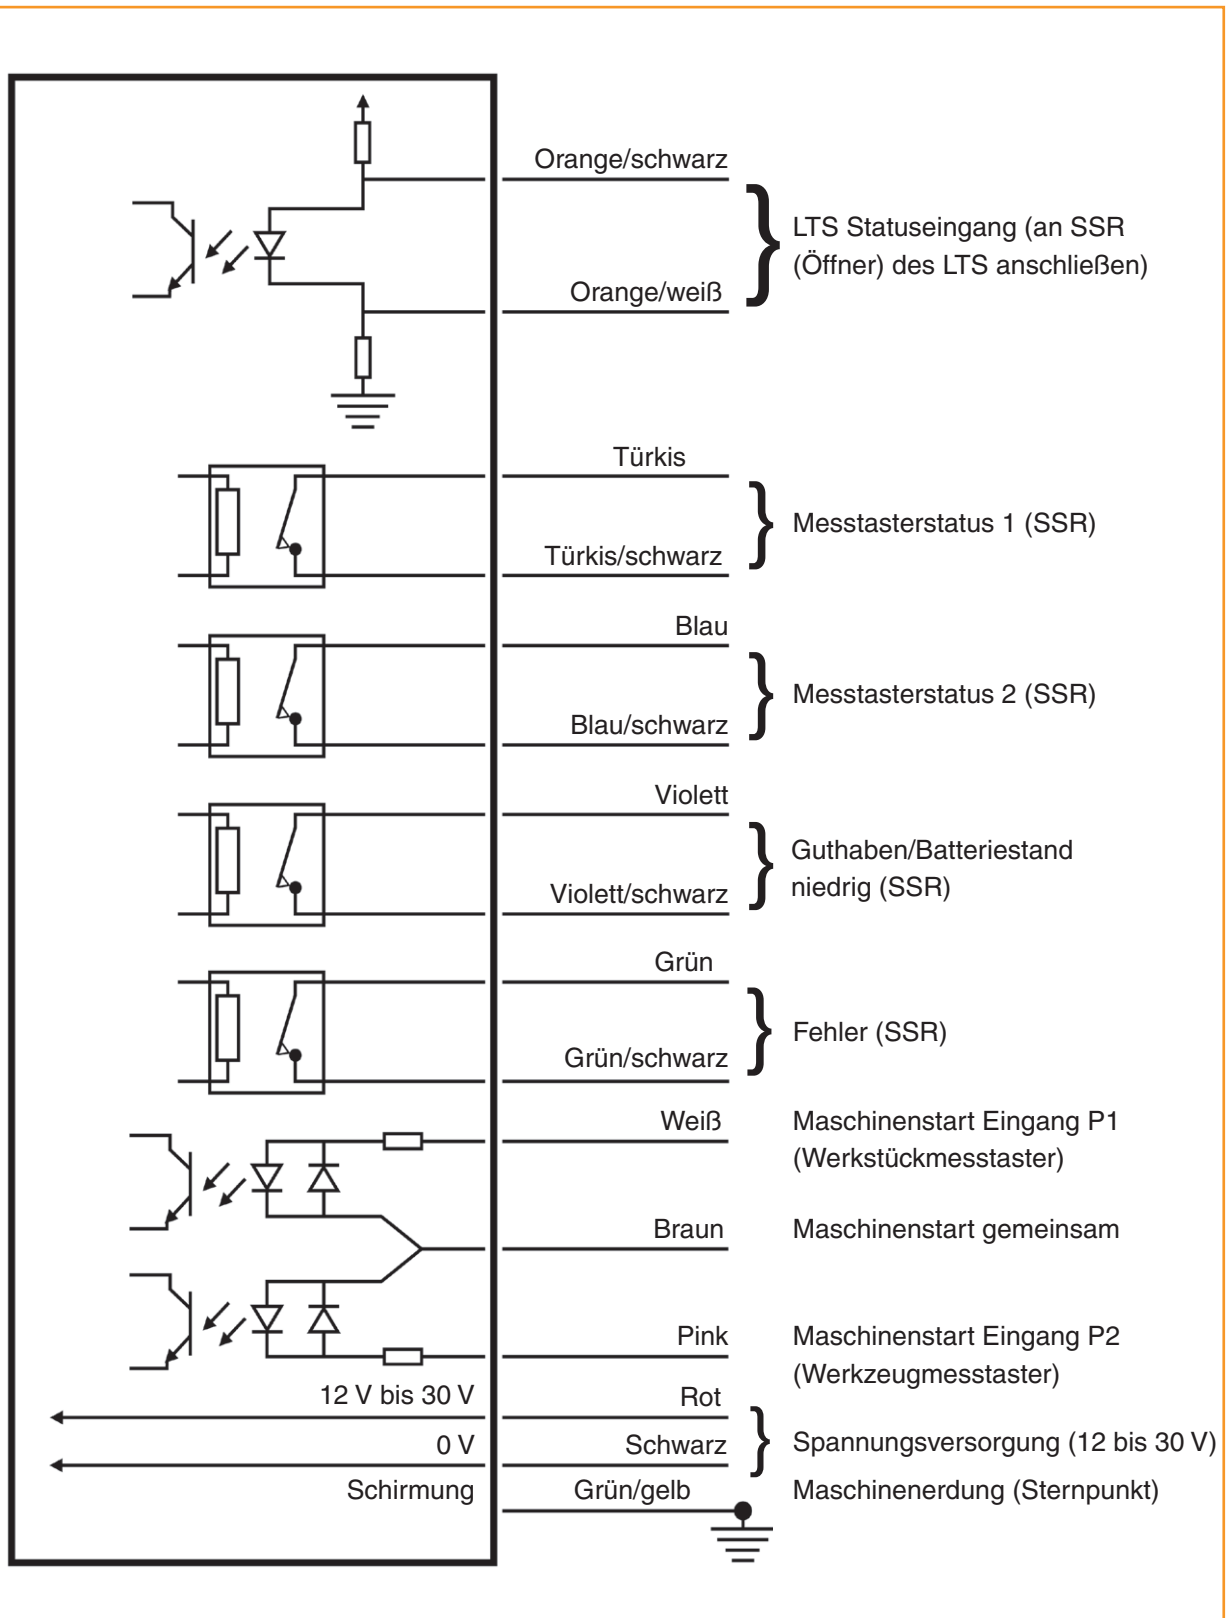 Orange/schwarz
LTS Statuseingang (an SSR
(Öffner) des LTS anschließen)
Orange/weiß
Türkis
Messtasterstatus 1 (SSR)
Türkis/schwarz
Blau
Messtasterstatus 2 (SSR)
Blau/schwarz
Violett
Guthaben/Batteriestand
niedrig (SSR)
Violett/schwarz
Grün
Fehler (SSR)
Grün/schwarz
Weiß
Maschinenstart Eingang P1
(Werkstückmesstaster)
Braun
Maschinenstart gemeinsam
Pink
Maschinenstart Eingang P2
(Werkzeugmesstaster)
12 V bis 30 V
Rot
0 V
Schwarz
Spannungsversorgung (12 bis 30 V)
Schirmung
Grün/gelb
Maschinenerdung (Sternpunkt)